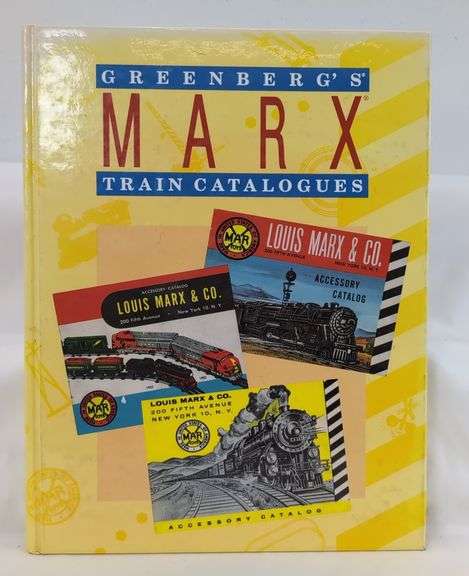 GREENBERG'S®
MARX®
TRAIN CATALOGUES
LOUIS MARX & CO.
200 FIFTH AVENUE
NEW YORK 10, N. Y.
ACCESSORY
CATALOG
MAR
ACCESSORY CATALOG
LOUIS MARX & CO.
200 Fifth Avenue • New York 10, N. Y.
MAR
LOUIS MARX & CO.
200 FIFTH AVENUE
NEW YORK 10, N. Y.
MAR
ACCESSORY CATALOG